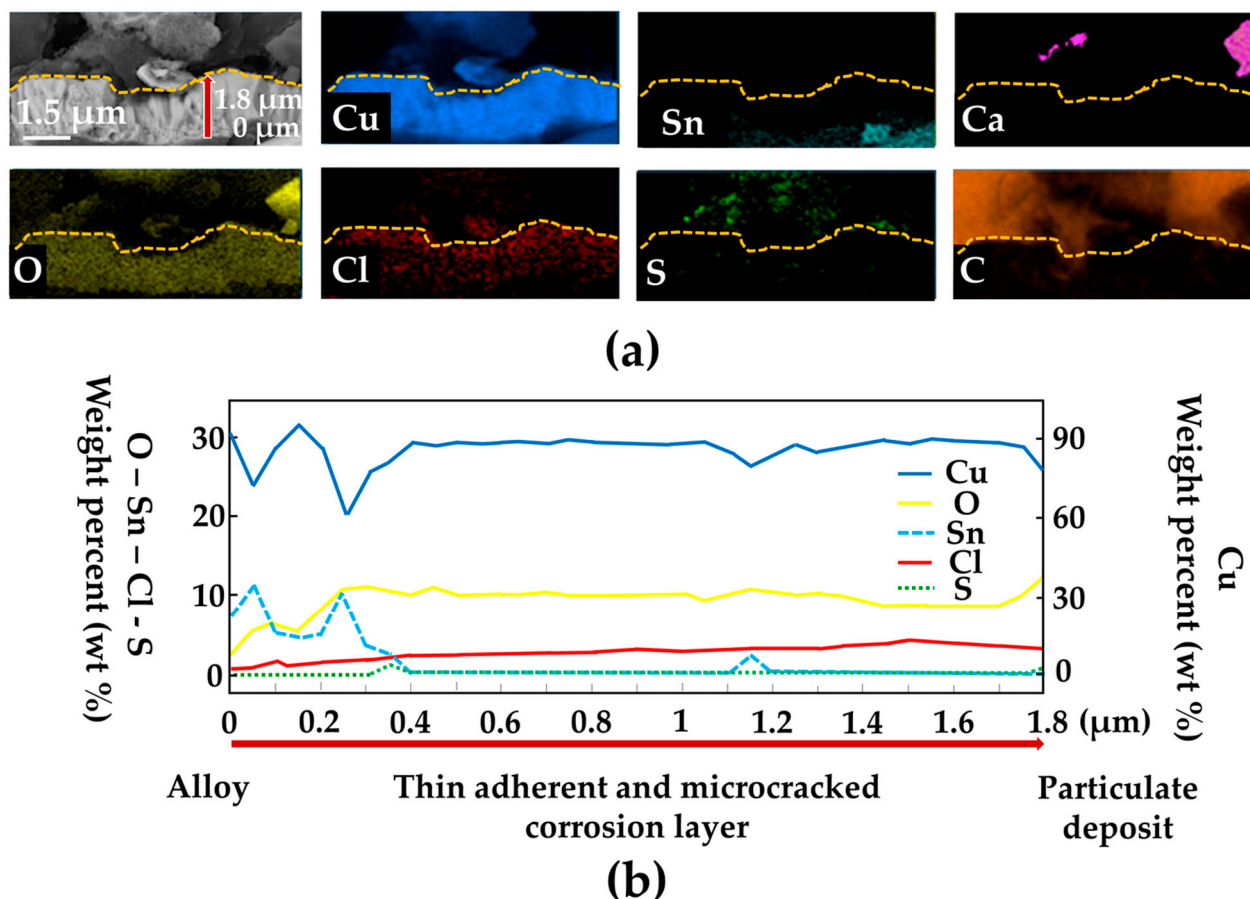 1.5 μm
1.8 μm
0 μm
Cu
Sn
Ca
O
Cl
S
C
(a)
Weight percent (wt %)
O – Sn – Cl - S
30
20
10
0
90
60
30
0
Cu
Weight percent (wt %)
Cu
O
Sn
Cl
S
0 0.2 0.4 0.6 0.8 1 1.2 1.4 1.6 1.8 (μm)
Alloy
Thin adherent and microcracked
corrosion layer
Particulate
deposit
(b)